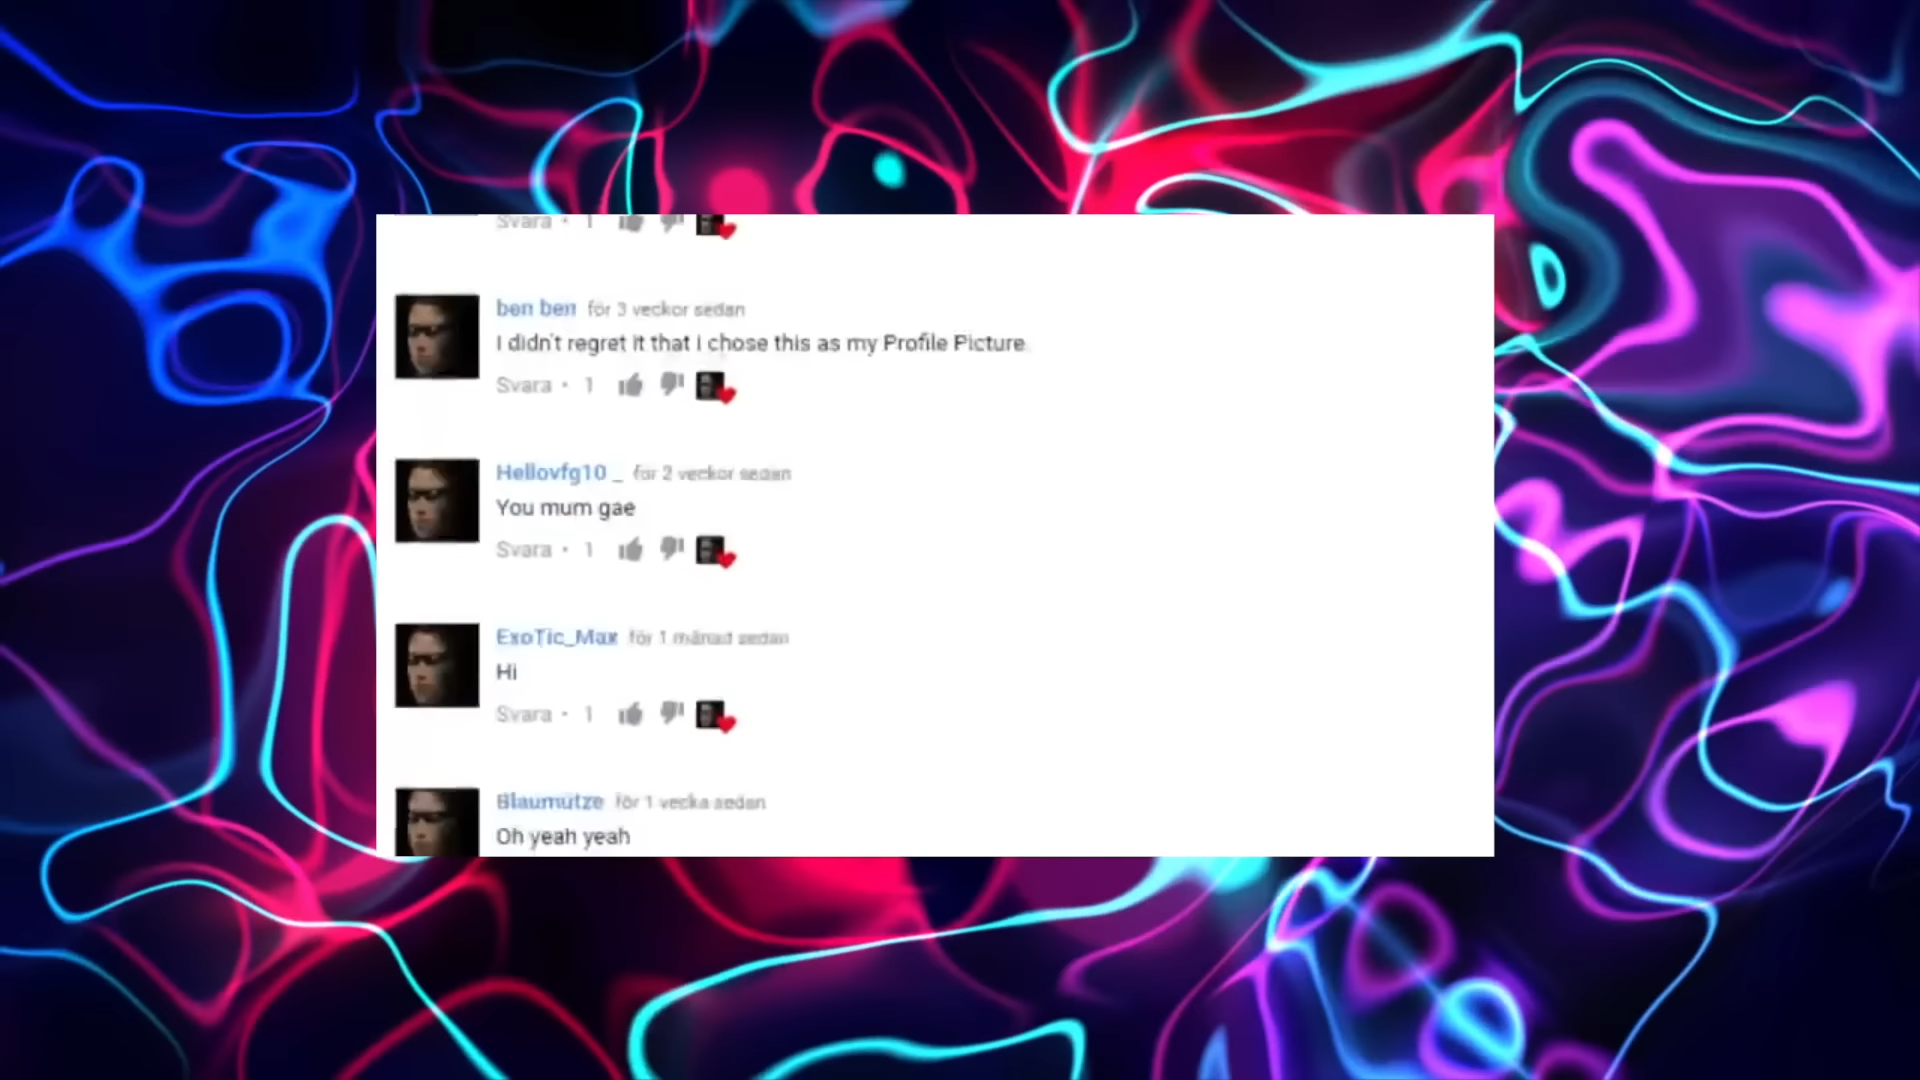 Svara • 1
ben ben för 3 veckor sedan
I didn't regret it that I chose this as my Profile Picture.
Svara • 1
Hellovfg10 _ för 2 veckor sedan
You mum gae
Svara • 1
ExoTic_Max för 1 månad sedan
Hi
Svara • 1
Blaumütze för 1 vecka sedan
Oh yeah yeah